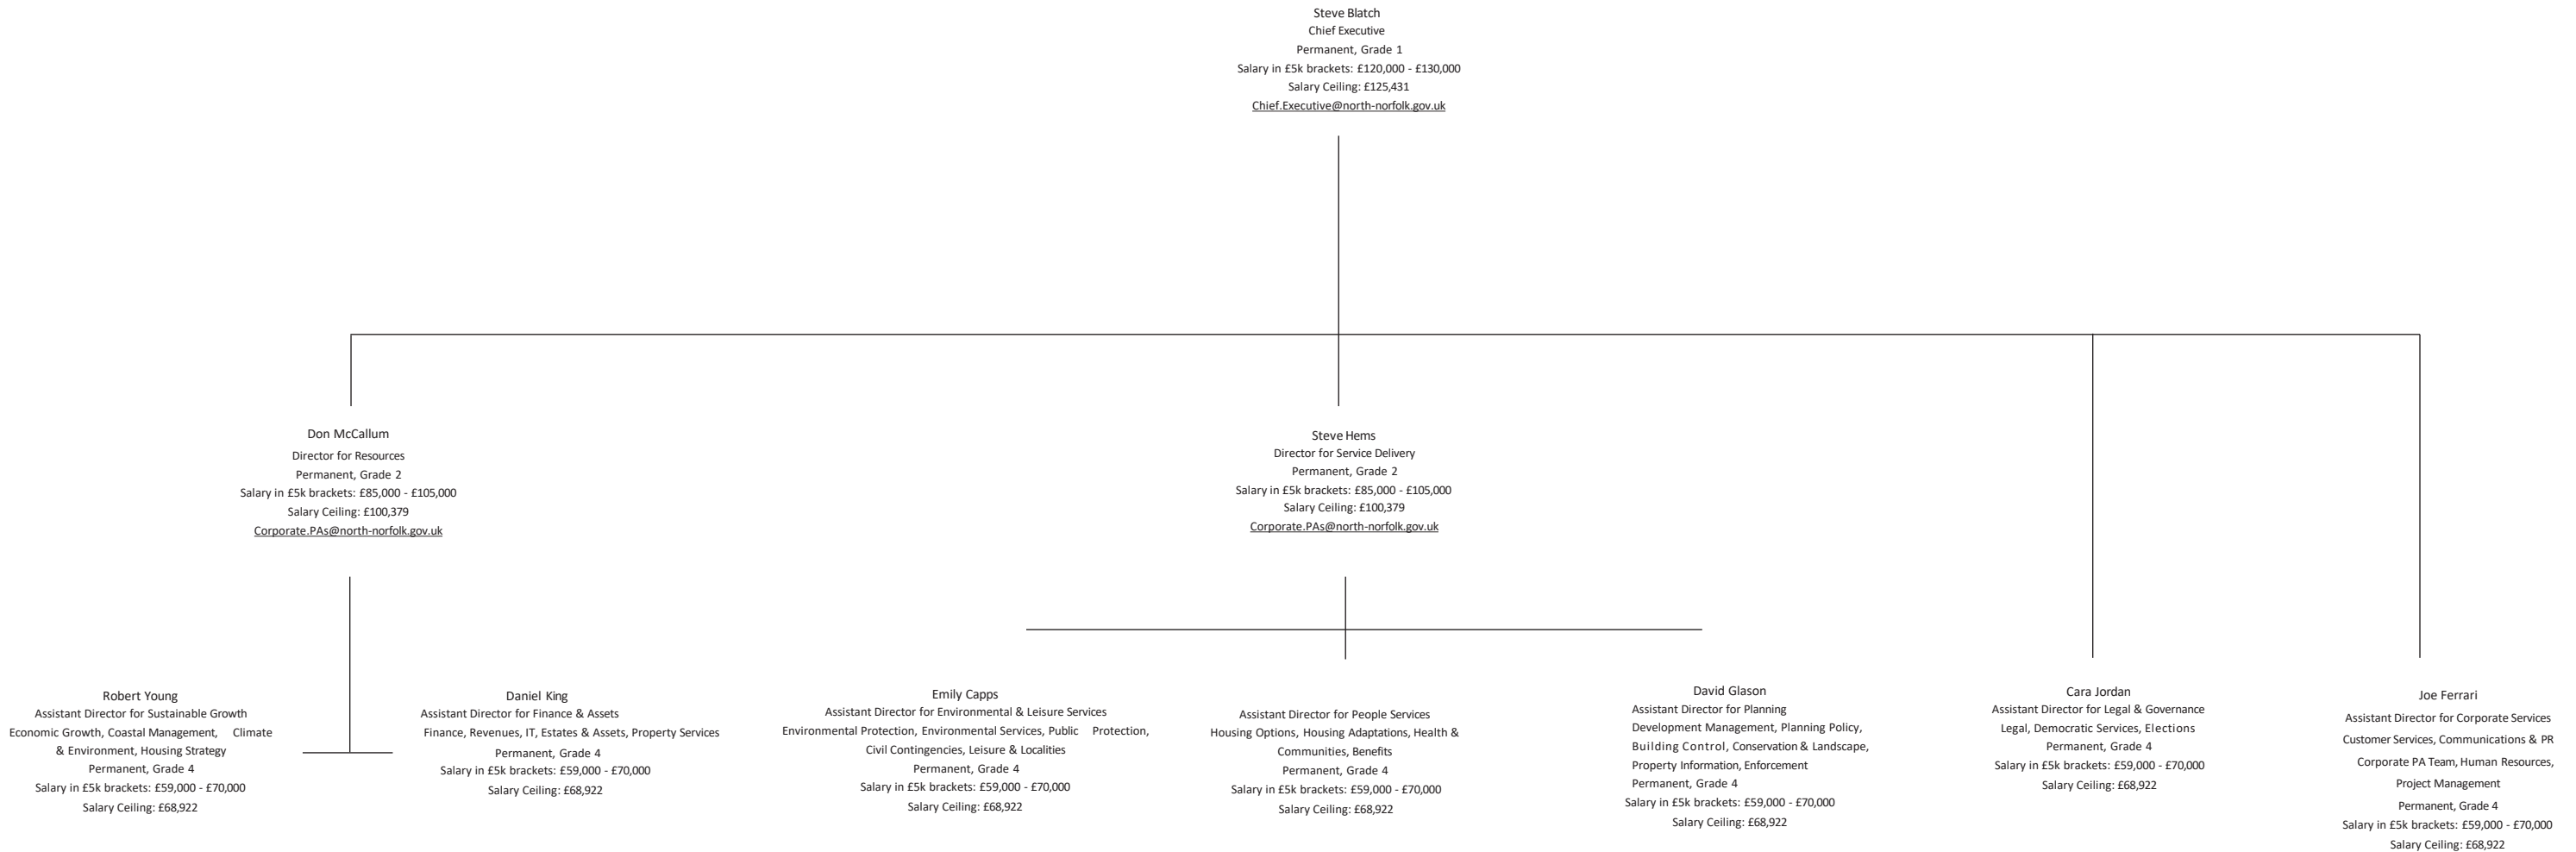 Steve Blatch
Chief Executive
Permanent, Grade 1
Salary in £5k brackets: £120,000 - £130,000
Salary Ceiling: £125,431
Chief.Executive@north-norfolk.gov.uk
Don McCallum
Director for Resources
Permanent, Grade 2
Salary in £5k brackets: £85,000 - £105,000
Salary Ceiling: £100,379
Corporate.PAs@north-norfolk.gov.uk
Steve Hems
Director for Service Delivery
Permanent, Grade 2
Salary in £5k brackets: £85,000 - £105,000
Salary Ceiling: £100,379
Corporate.PAs@north-norfolk.gov.uk
Robert Young
Assistant Director for Sustainable Growth
Economic Growth, Coastal Management, Climate
& Environment, Housing Strategy
Permanent, Grade 4
Salary in £5k brackets: £59,000 - £70,000
Salary Ceiling: £68,922
Daniel King
Assistant Director for Finance & Assets
Finance, Revenues, IT, Estates & Assets, Property Services
Permanent, Grade 4
Salary in £5k brackets: £59,000 - £70,000
Salary Ceiling: £68,922
Emily Capps
Assistant Director for Environmental & Leisure Services
Environmental Protection, Environmental Services, Public Protection,
Civil Contingencies, Leisure & Localities
Permanent, Grade 4
Salary in £5k brackets: £59,000 - £70,000
Salary Ceiling: £68,922
Assistant Director for People Services
Housing Options, Housing Adaptations, Health &
Communities, Benefits
Permanent, Grade 4
Salary in £5k brackets: £59,000 - £70,000
Salary Ceiling: £68,922
David Glason
Assistant Director for Planning
Development Management, Planning Policy,
Building Control, Conservation & Landscape,
Property Information, Enforcement
Permanent, Grade 4
Salary in £5k brackets: £59,000 - £70,000
Salary Ceiling: £68,922
Cara Jordan
Assistant Director for Legal & Governance
Legal, Democratic Services, Elections
Permanent, Grade 4
Salary in £5k brackets: £59,000 - £70,000
Salary Ceiling: £68,922
Joe Ferrari
Assistant Director for Corporate Services
Customer Services, Communications & PR
Corporate PA Team, Human Resources,
Project Management
Permanent, Grade 4
Salary in £5k brackets: £59,000 - £70,000
Salary Ceiling: £68,922